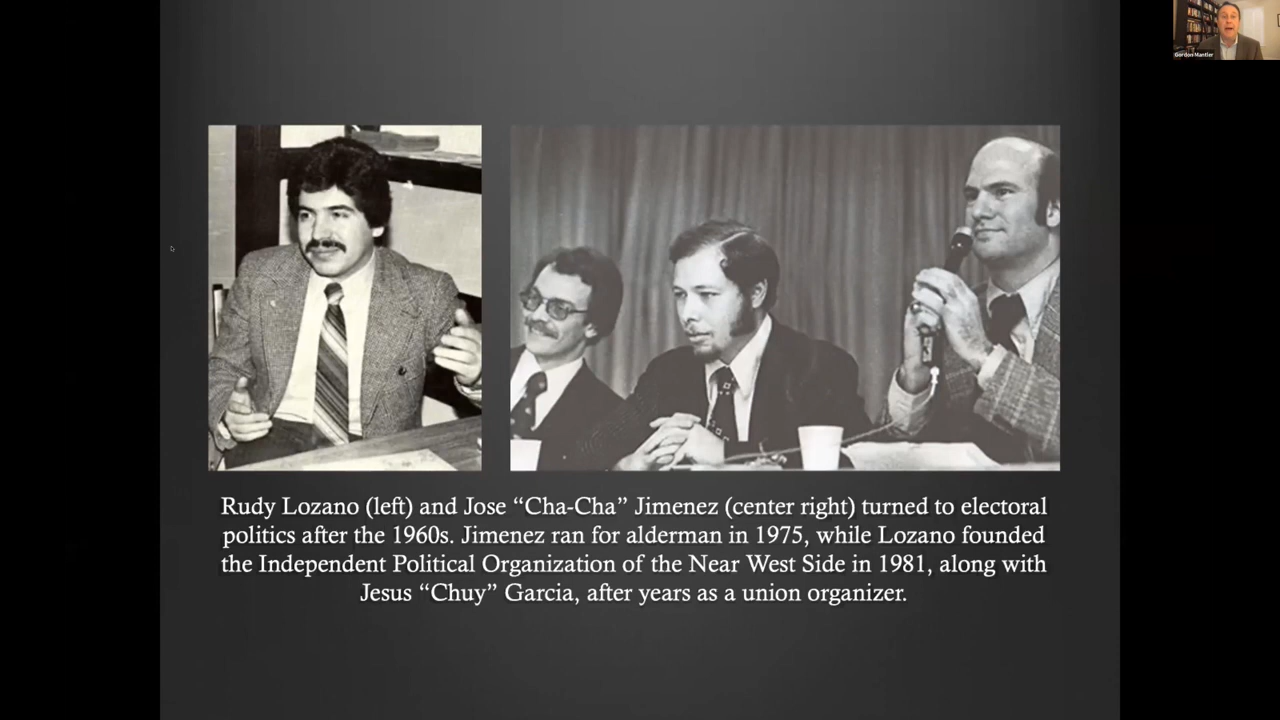 Gordon Mantler
Rudy Lozano (left) and Jose “Cha-Cha” Jimenez (center right) turned to electoral
politics after the 1960s. Jimenez ran for alderman in 1975, while Lozano founded
the Independent Political Organization of the Near West Side in 1981, along with
Jesus “Chuy” Garcia, after years as a union organizer.